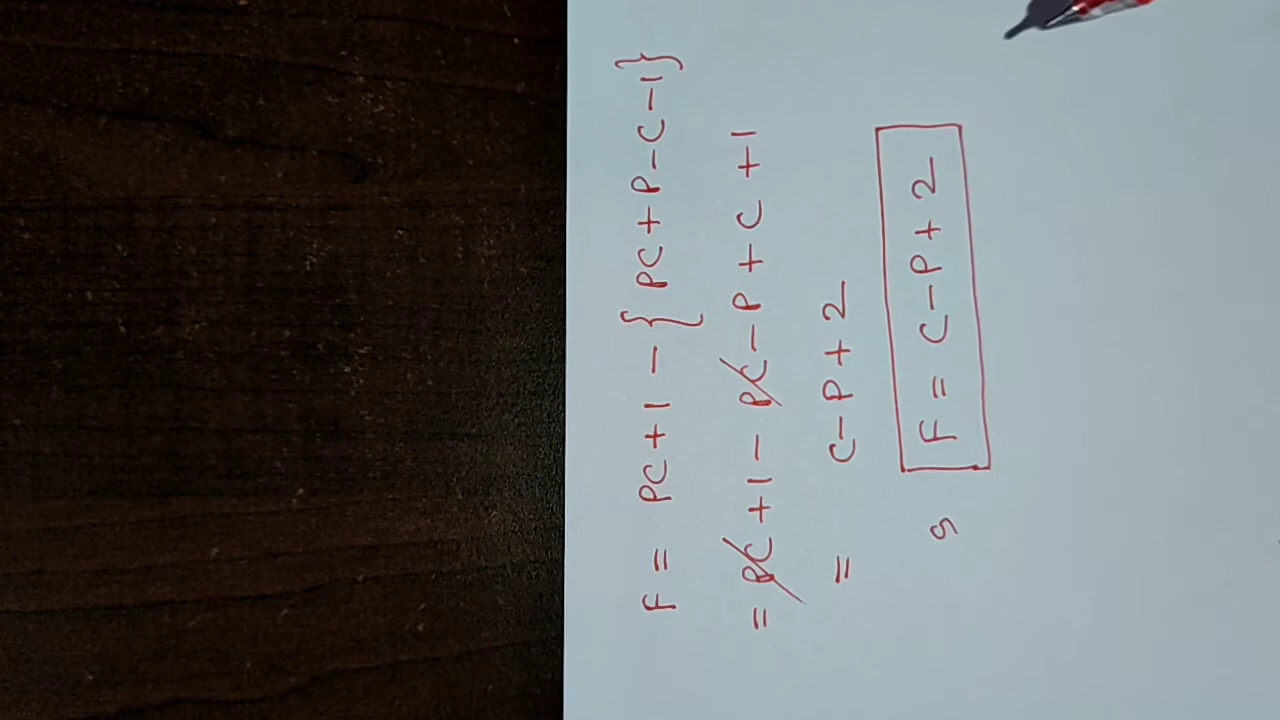 F = PC+1-{PC+P-C-1}
= PC+1-PC-P+C+1
= C-P+2
F = C-P+2